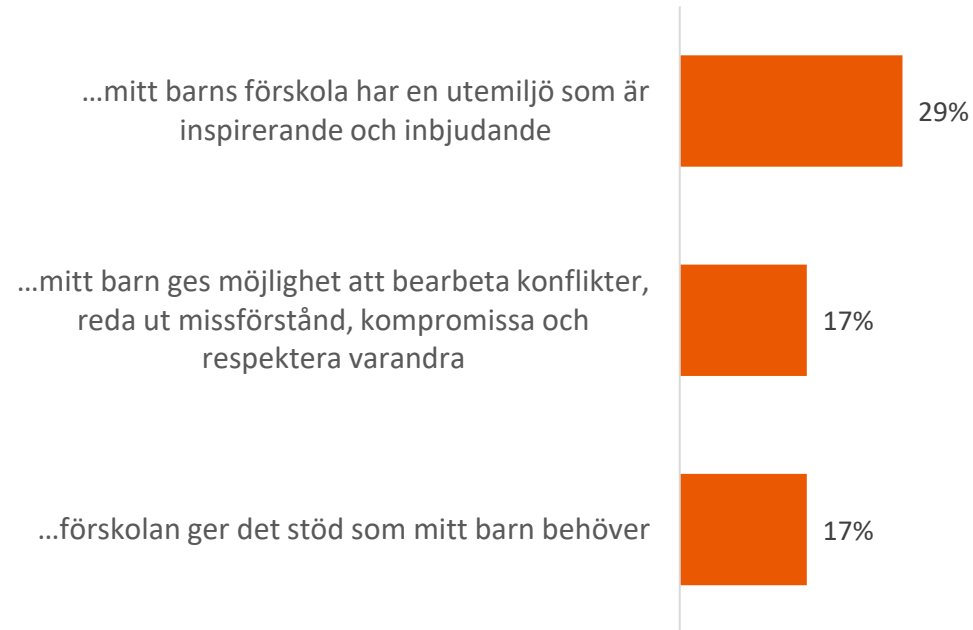 ...mitt barns förskola har en utemiljö som är
inspirerande och inbjudande
29%
...mitt barn ges möjlighet att bearbeta konflikter,
reda ut missförstånd, kompromissa och
respektera varandra
17%
...förskolan ger det stöd som mitt barn behöver
17%